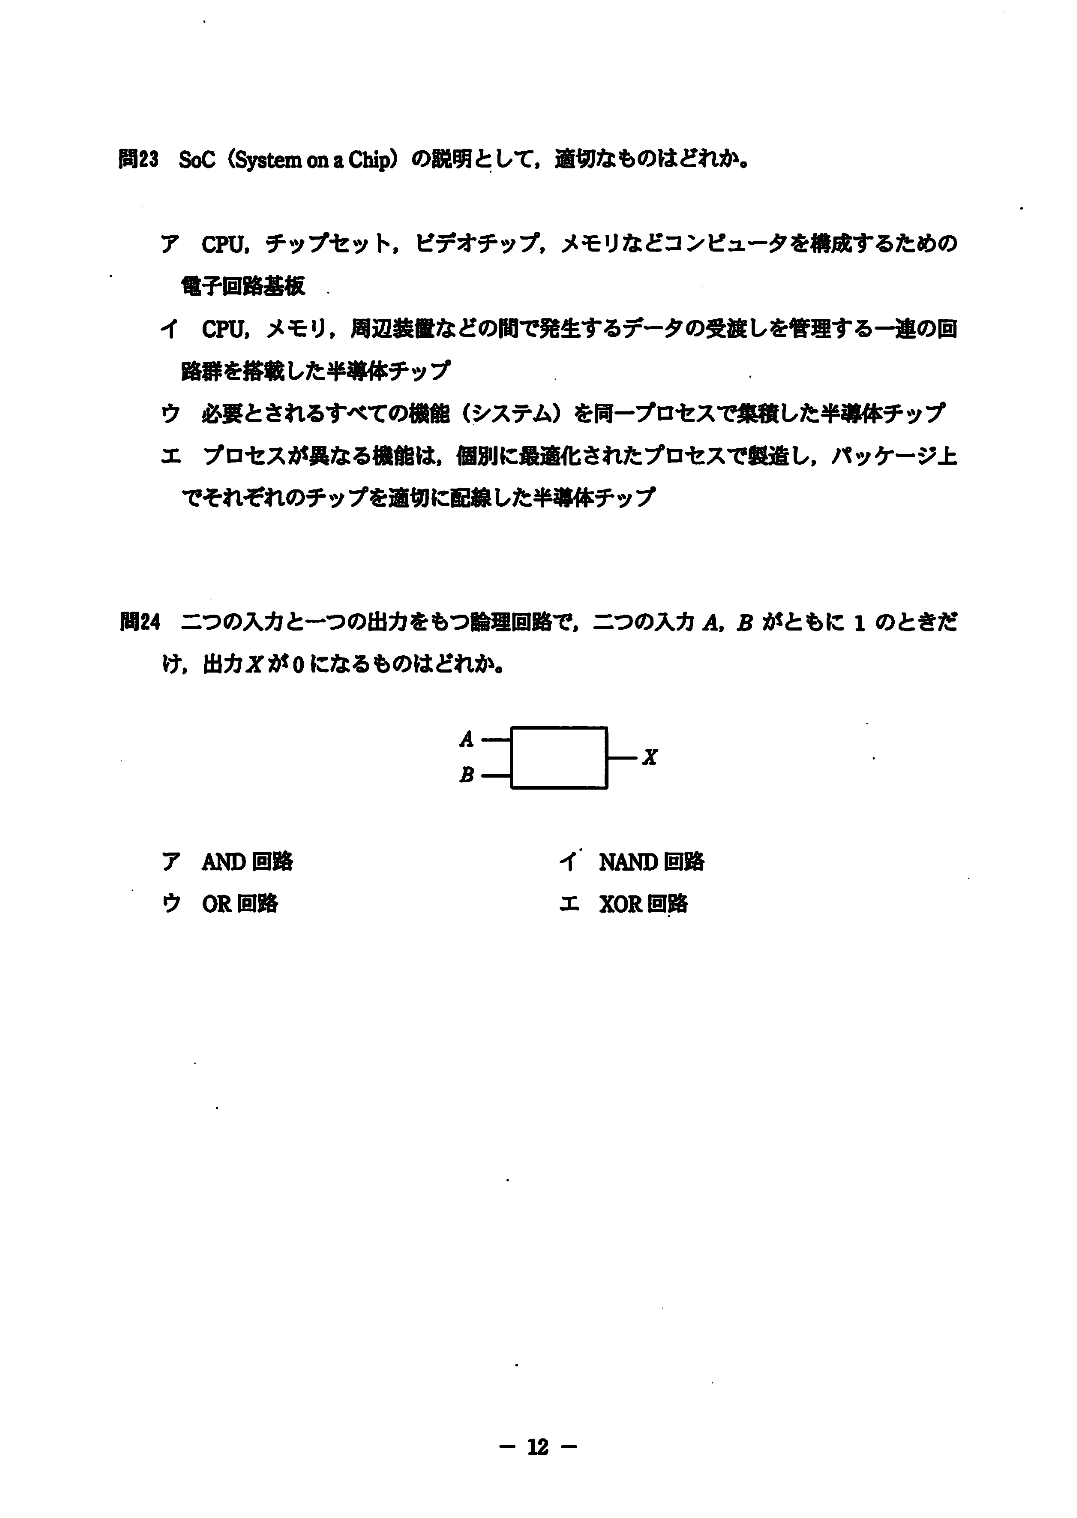 問23 SoC（System on a Chip）の説明として，適切なものはどれか。
ア CPU，チップセット，ビデオチップ，メモリなどコンピュータを構成するための
電子回路基板
イ CPU，メモリ，周辺装置などの間で発生するデータの受渡しを管理する一連の回
路群を搭載した半導体チップ
ウ 必要とされるすべての機能（システム）を同一プロセスで集積した半導体チップ
エ プロセスが異なる機能は，個別に最適化されたプロセスで製造し，パッケージ上
でそれぞれのチップを適切に配線した半導体チップ
問24 二つの入力と一つの出力をもつ論理回路で，二つの入力 A，B がともに 1 のときだ
け，出力 X が 0 になるものはどれか。
A
B
X
ア AND 回路 イ NAND 回路
ウ OR 回路 エ XOR 回路
－ 12 －